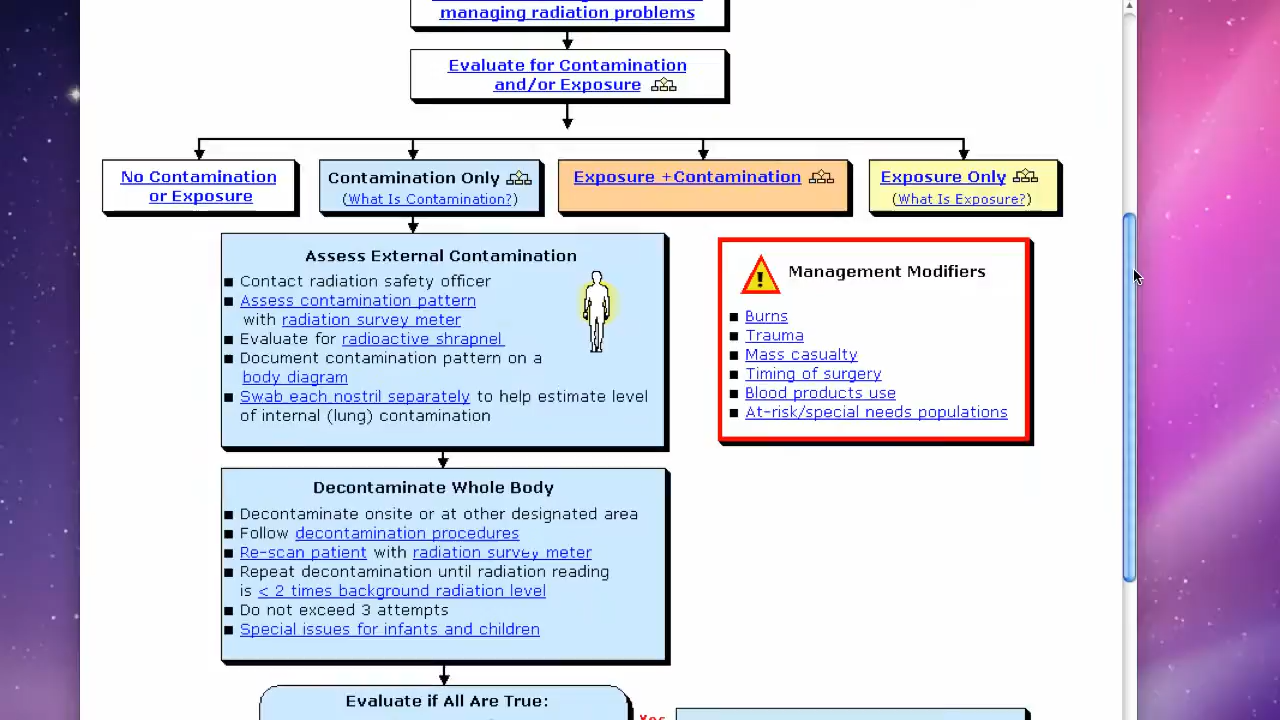 managing radiation problems
Evaluate for Contamination
and/or Exposure
No Contamination
or Exposure
Contamination Only
(What Is Contamination?)
Exposure +Contamination
Exposure Only
(What Is Exposure?)
Assess External Contamination
Contact radiation safety officer
Assess contamination pattern
with radiation survey meter
Evaluate for radioactive shrapnel
Document contamination pattern on a
body diagram
Swab each nostril separately to help estimate level
of internal (lung) contamination
Management Modifiers
Burns
Trauma
Mass casualty
Timing of surgery
Blood products use
At-risk/special needs populations
Decontaminate Whole Body
Decontaminate onsite or at other designated area
Follow decontamination procedures
Re-scan patient with radiation survey meter
Repeat decontamination until radiation reading
is < 2 times background radiation level
Do not exceed 3 attempts
Special issues for infants and children
Evaluate if All Are True:
Yes